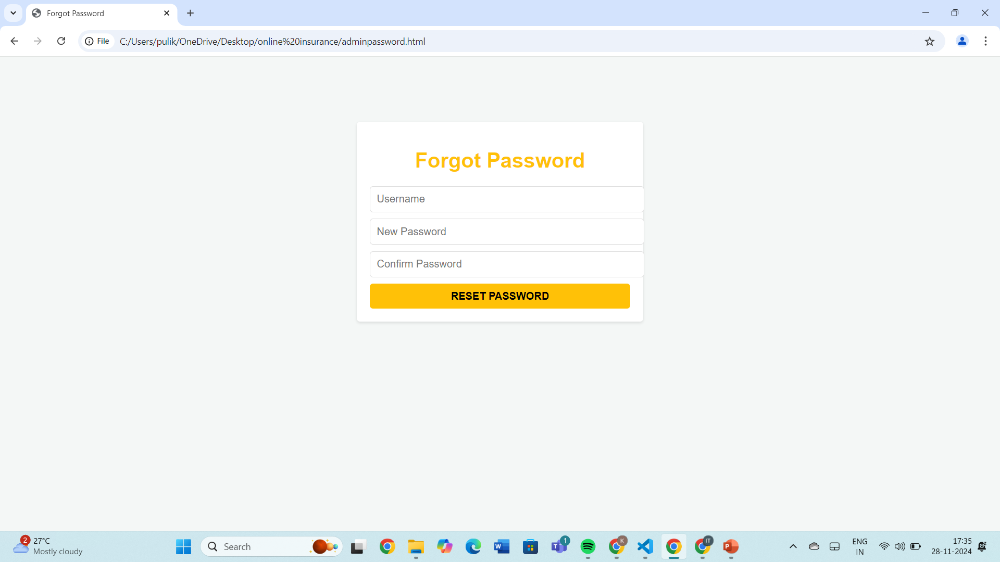 Forgot Password
File
C:/Users/pulik/OneDrive/Desktop/online%20insurance/adminpassword.html
Forgot Password
Username
New Password
Confirm Password
RESET PASSWORD
2
27°C
Mostly cloudy
Search
W
T
1
K
IT
P
ENG
IN
17:35
28-11-2024